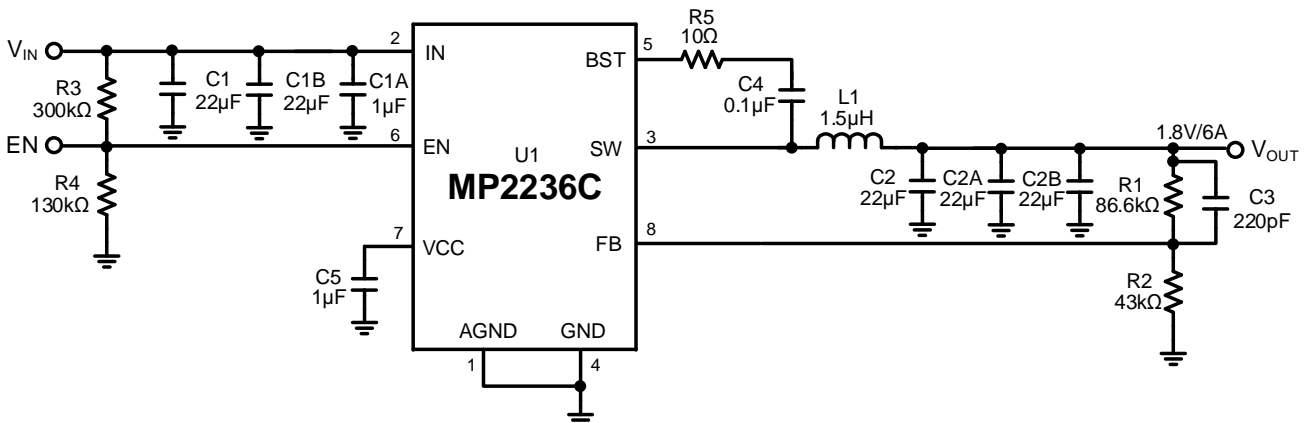 VIN
R3
300kΩ
EN
R4
130kΩ
C1
22µF
C1B
22µF
C1A
1µF
2
IN
6
EN
7
VCC
C5
1µF
U1
MP2236C
AGND
1
GND
4
BST
5
R5
10Ω
C4
0.1µF
SW
3
L1
1.5µH
FB
8
C2
22µF
C2A
22µF
C2B
22µF
1.8V/6A
VOUT
R1
86.6kΩ
C3
220pF
R2
43kΩ